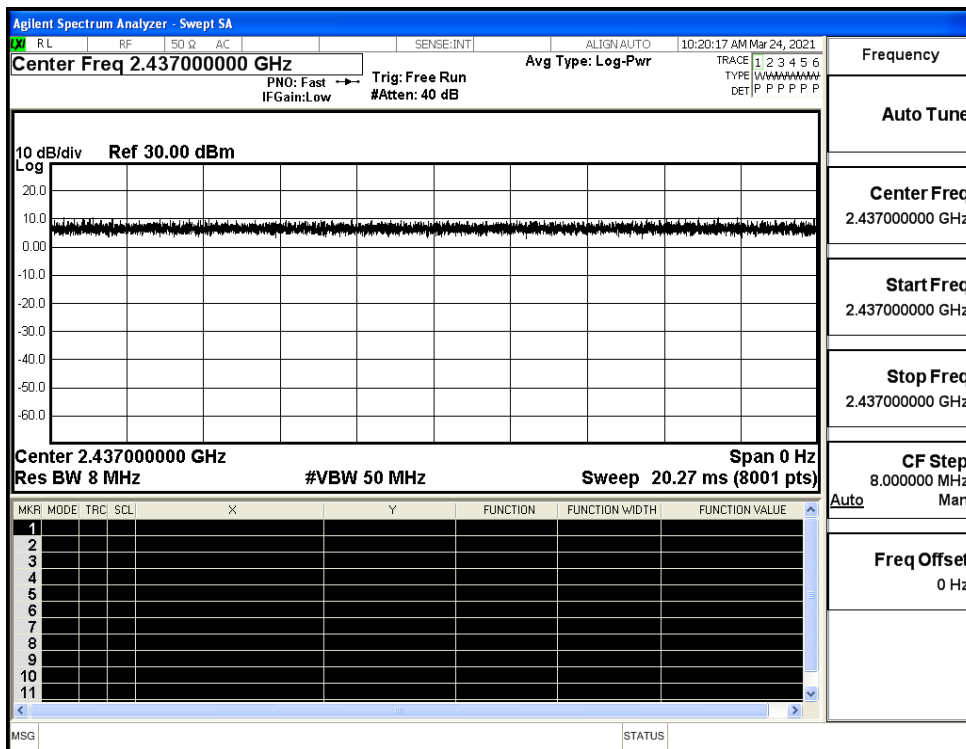 Agilent Spectrum Analyzer - Swept SA
LXI RL RF 50 Ω AC SENSE:INT ALIGNAUTO 10:20:17 AM Mar 24, 2021
Center Freq 2.437000000 GHz
Avg Type: Log-Pwr
TRACE 1 2 3 4 5 6
PNO: Fast Trig: Free Run
TYPE WWWWWW
IFGain:Low #Atten: 40 dB
DET P P P P P P
10 dB/div Ref 30.00 dBm
Log
20.0
10.0
0.00
-10.0
-20.0
-30.0
-40.0
-50.0
-60.0
Center 2.437000000 GHz Span 0 Hz
Res BW 8 MHz #VBW 50 MHz Sweep 20.27 ms (8001 pts)
MKR MODE TRC SCL X Y FUNCTION FUNCTION WIDTH FUNCTION VALUE
1
2
3
4
5
6
7
8
9
10
11
MSG STATUS
Frequency
Auto Tune
Center Freq
2.437000000 GHz
Start Freq
2.437000000 GHz
Stop Freq
2.437000000 GHz
CF Step
8.000000 MHz
Auto Man
Freq Offset
0 Hz